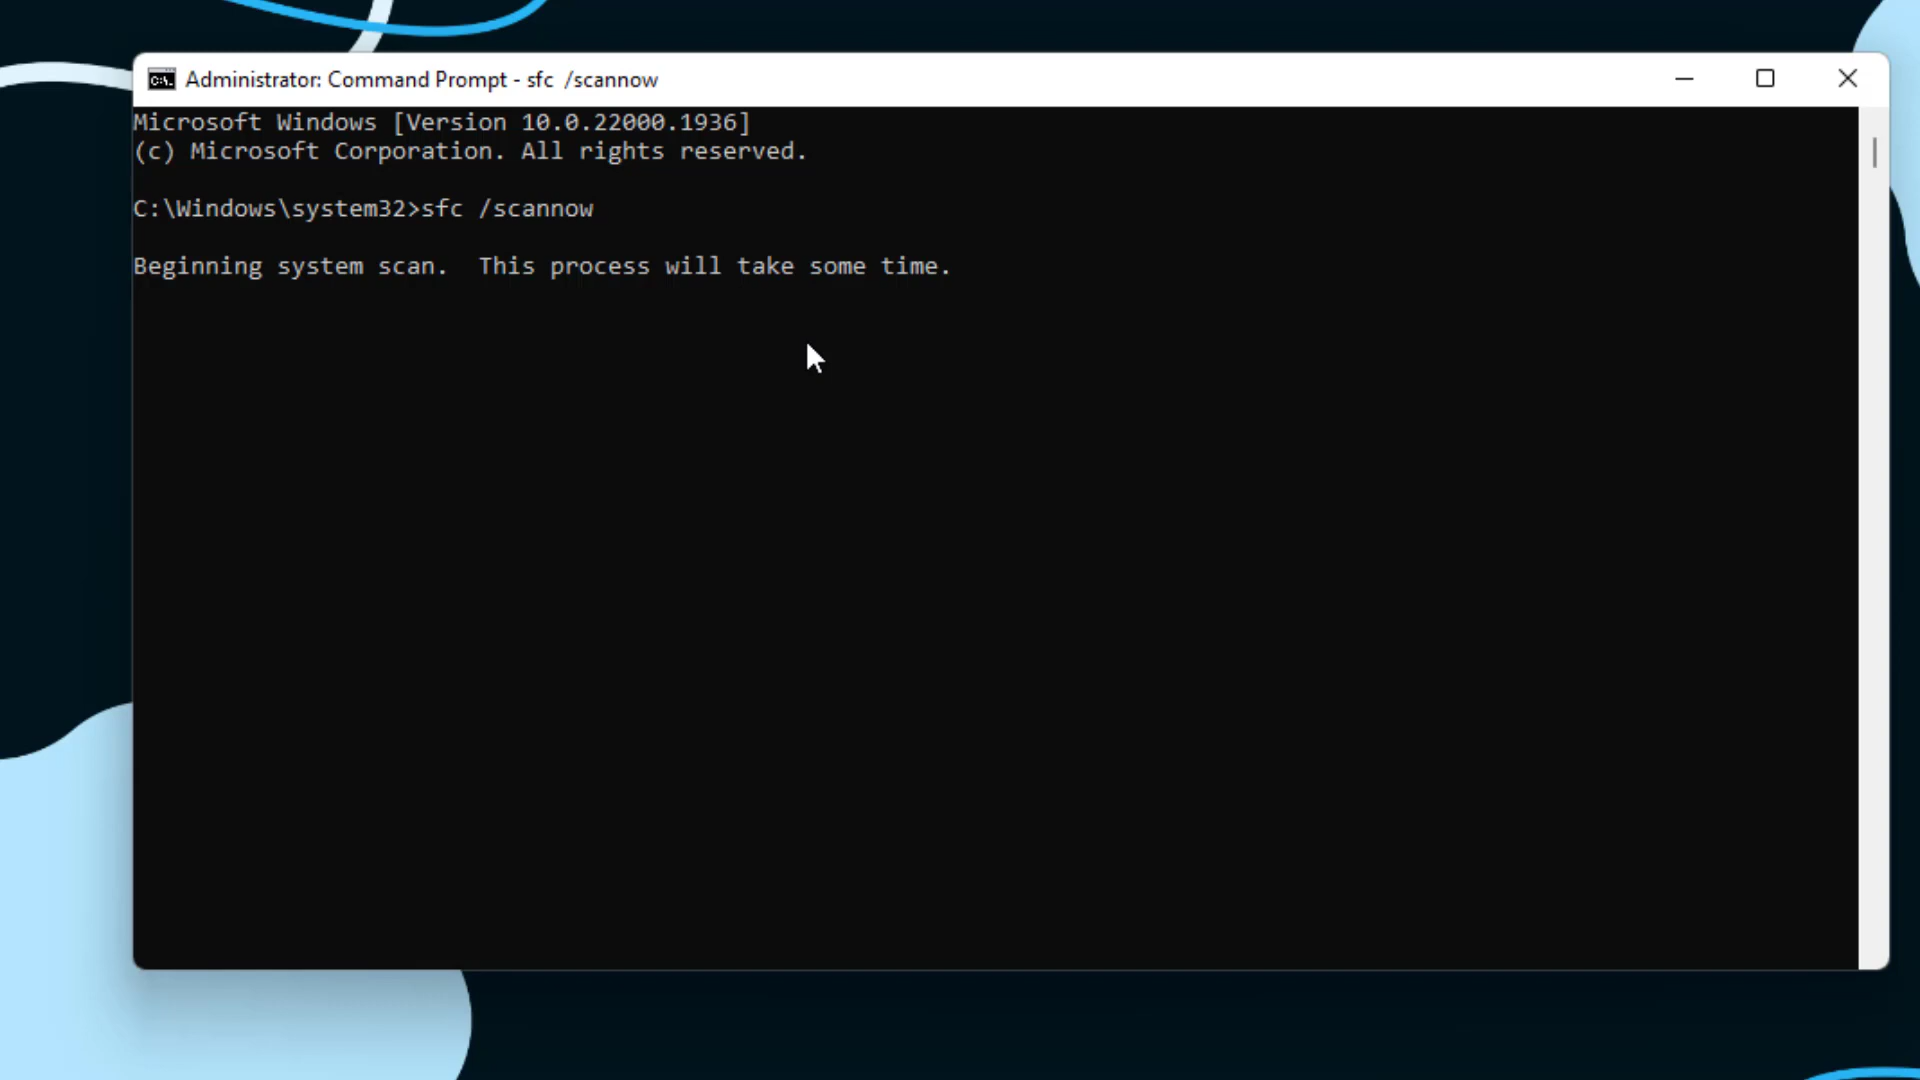 Administrator: Command Prompt - sfc  /scannow
Microsoft Windows [Version 10.0.22000.1936]
(c) Microsoft Corporation. All rights reserved.
C:\Windows\system32>sfc /scannow
Beginning system scan.  This process will take some time.